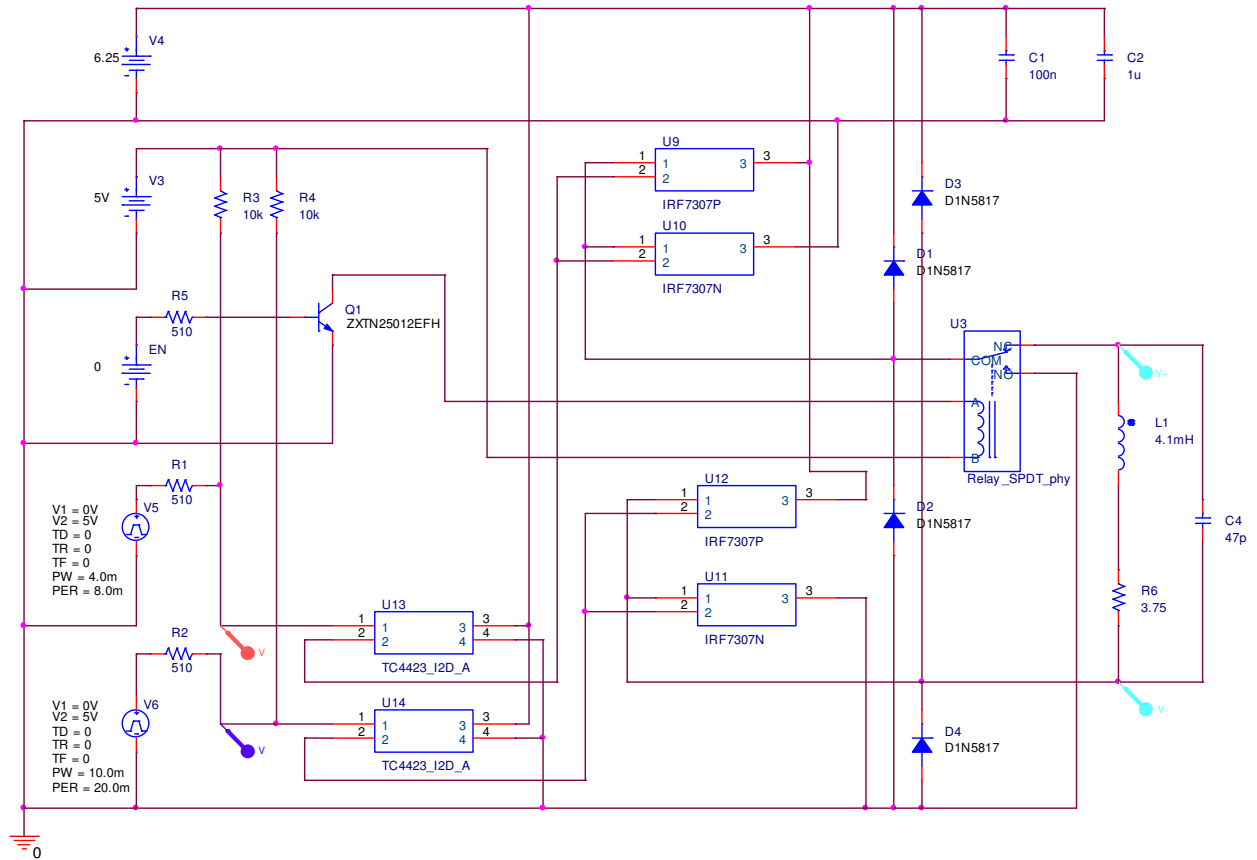 V4
6.25
C1
100n
C2
1u
U9
1 1 3 3
2 2
IRF7307P
V3
5V
R3
10k
R4
10k
D3
D1N5817
U10
1 1 3 3
2 2
IRF7307N
D1
D1N5817
R5
510
Q1
ZXTN25012EFH
EN
0
U3
NC
COM
NO
A
B
Relay_SPDT_phy
V+
L1
4.1mH
R1
510
V5
V1 = 0V
V2 = 5V
TD = 0
TR = 0
TF = 0
PW = 4.0m
PER = 8.0m
U12
1 1 3 3
2 2
IRF7307P
D2
D1N5817
C4
47p
U11
1 1 3 3
2 2
IRF7307N
R6
3.75
U13
1 1 3 3
2 2 4 4
TC4423_I2D_A
V
R2
510
V6
V1 = 0V
V2 = 5V
TD = 0
TR = 0
TF = 0
PW = 10.0m
PER = 20.0m
U14
1 1 3 3
2 2 4 4
TC4423_I2D_A
V
V-
D4
D1N5817
0